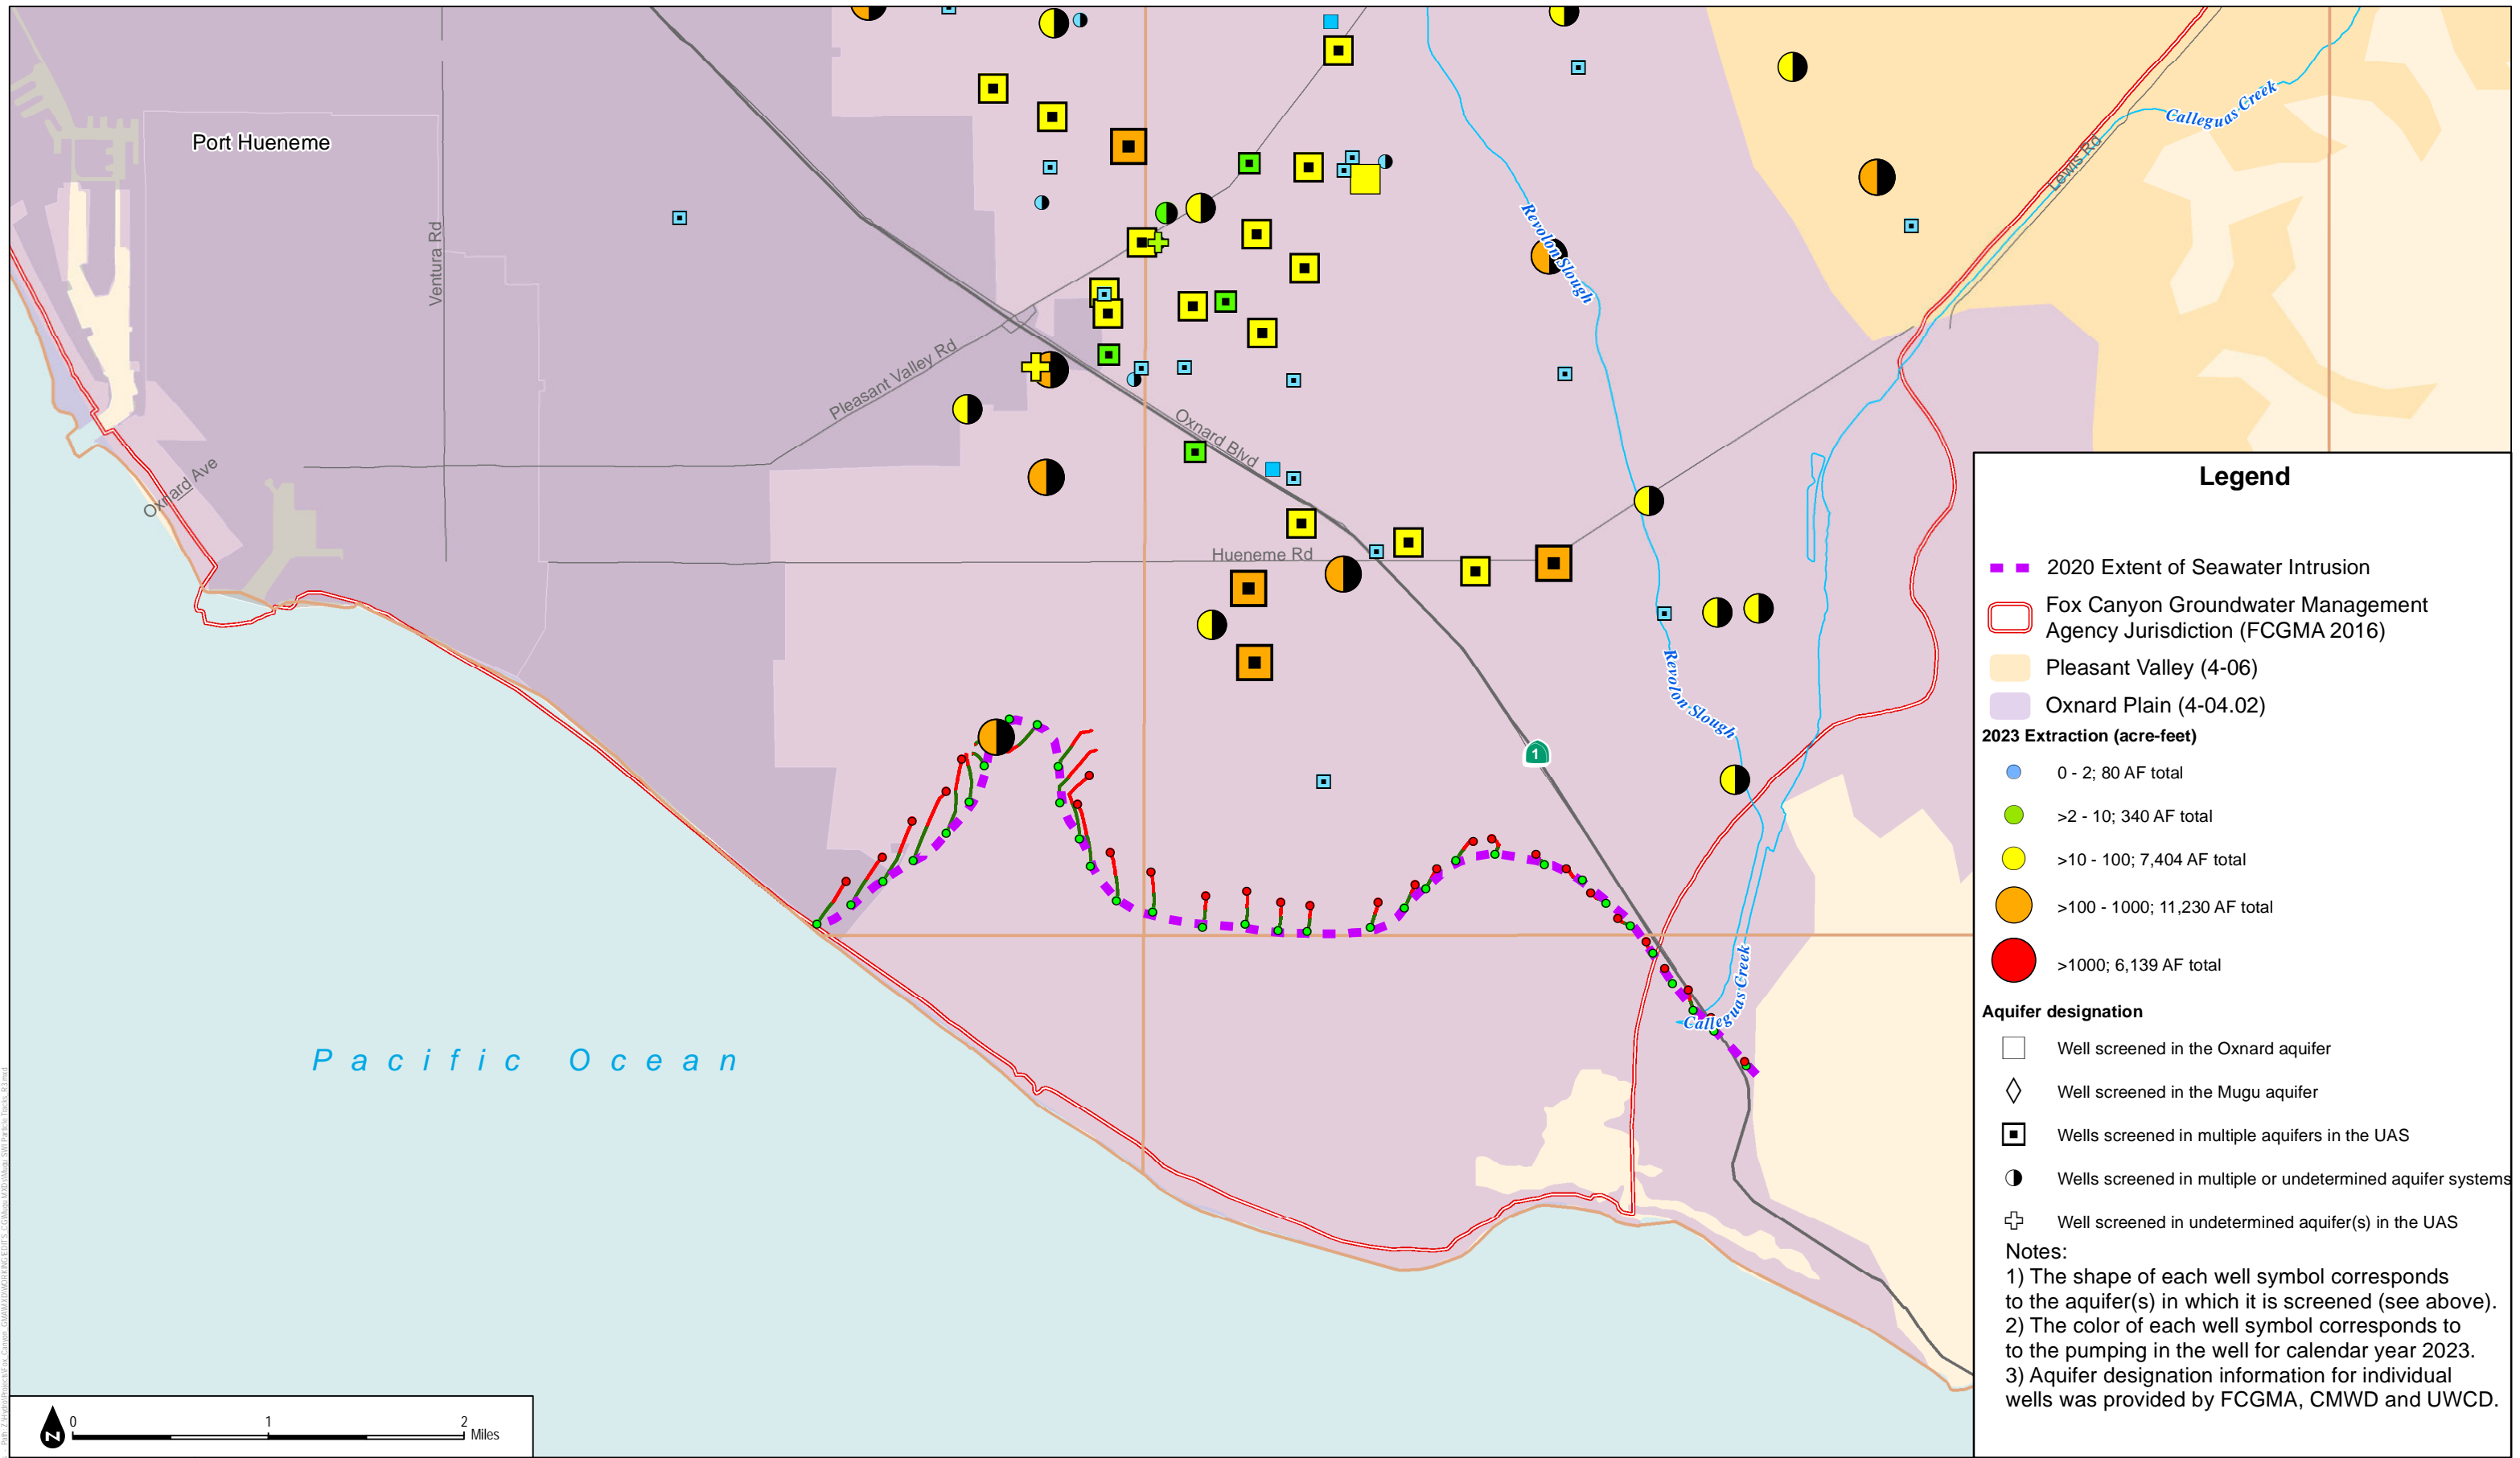 Port Hueneme
Ventura Rd
Pleasant Valley Rd
Oxnard Blvd
Oxnard Ave
Hueneme Rd
Lewis Rd
Calleguas Creek
Revolon Slough
Revolon Slough
1
Calleguas Creek
Pacific Ocean
0 1 2
Miles
N
Legend
2020 Extent of Seawater Intrusion
Fox Canyon Groundwater Management
Agency Jurisdiction (FCGMA 2016)
Pleasant Valley (4-06)
Oxnard Plain (4-04.02)
2023 Extraction (acre-feet)
0 - 2; 80 AF total
>2 - 10; 340 AF total
>10 - 100; 7,404 AF total
>100 - 1000; 11,230 AF total
>1000; 6,139 AF total
Aquifer designation
Well screened in the Oxnard aquifer
Well screened in the Mugu aquifer
Wells screened in multiple aquifers in the UAS
Wells screened in multiple or undetermined aquifer systems
Well screened in undetermined aquifer(s) in the UAS
Notes:
1) The shape of each well symbol corresponds
to the aquifer(s) in which it is screened (see above).
2) The color of each well symbol corresponds to
to the pumping in the well for calendar year 2023.
3) Aquifer designation information for individual
wells was provided by FCGMA, CMWD and UWCD.